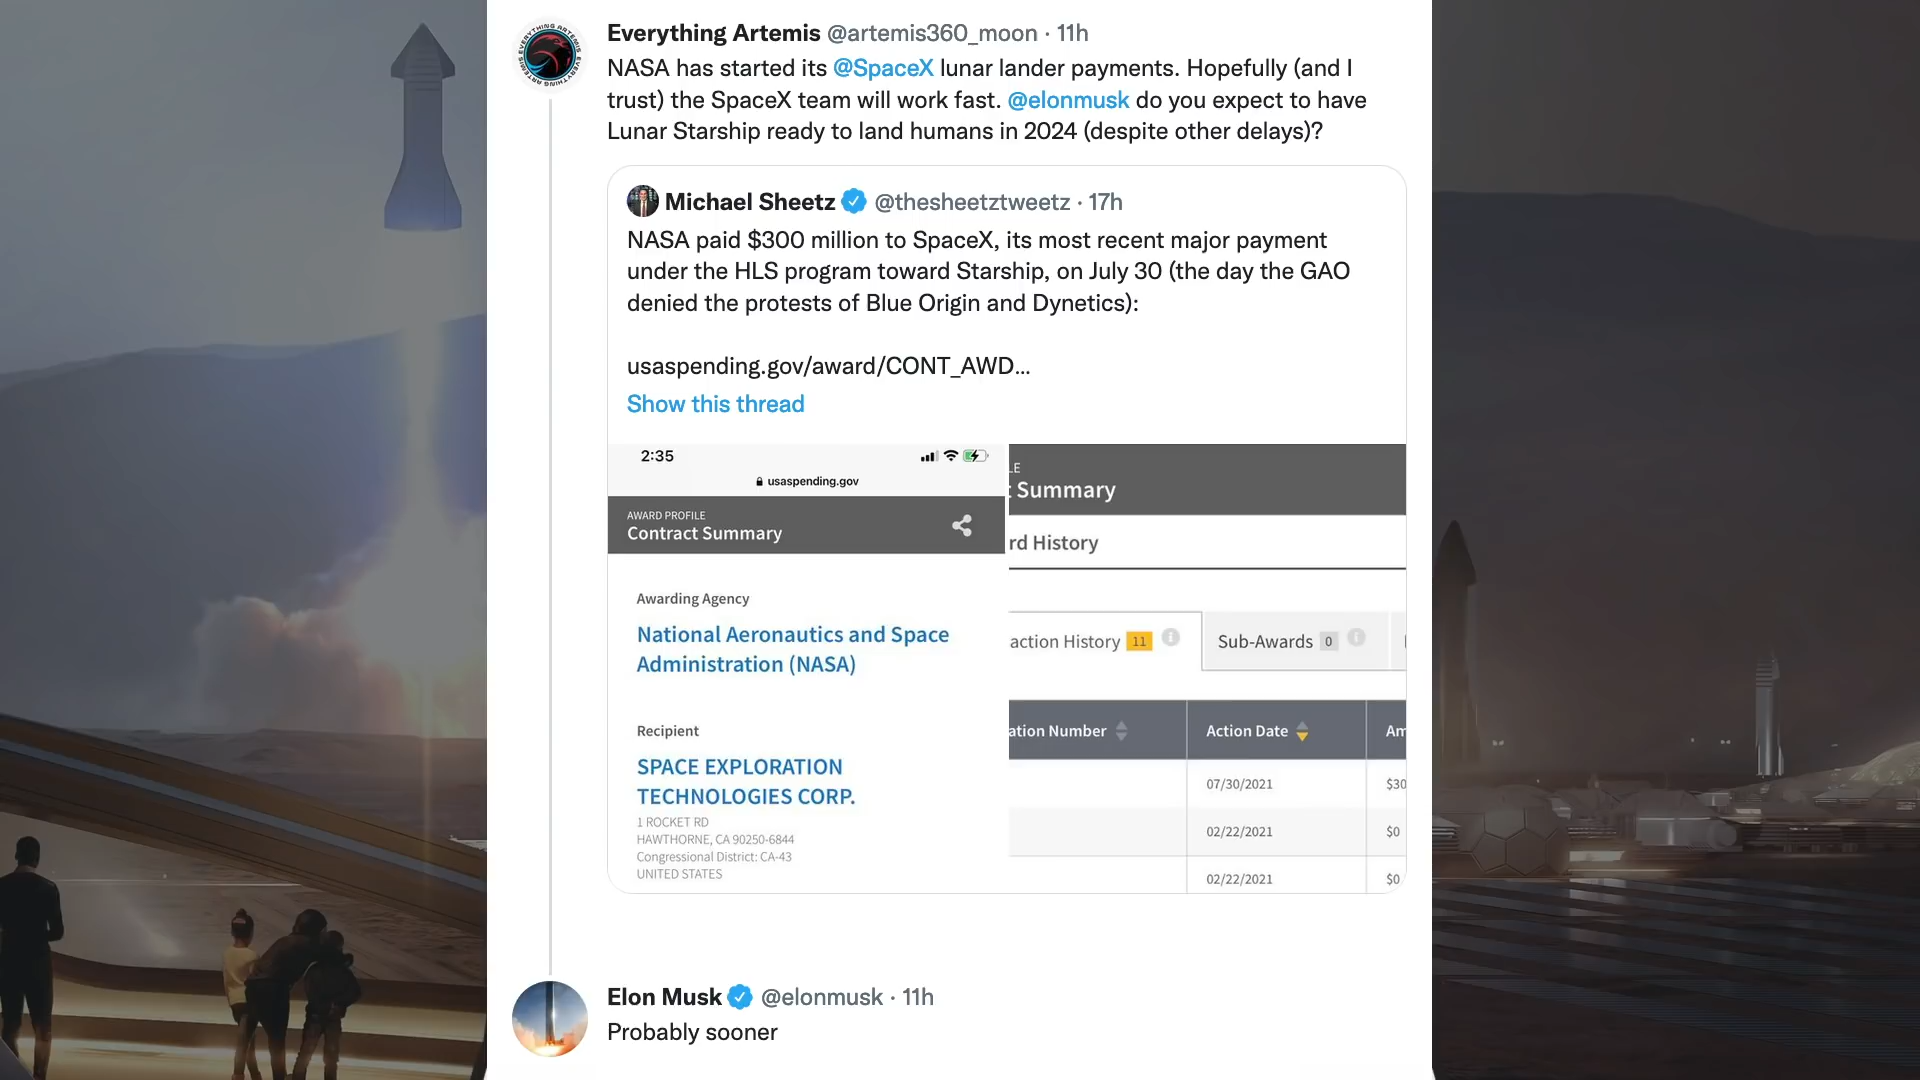 Everything Artemis @artemis360_moon · 11h
NASA has started its @SpaceX lunar lander payments. Hopefully (and I
trust) the SpaceX team will work fast. @elonmusk do you expect to have
Lunar Starship ready to land humans in 2024 (despite other delays)?
Michael Sheetz @thesheetztweetz · 17h
NASA paid $300 million to SpaceX, its most recent major payment
under the HLS program toward Starship, on July 30 (the day the GAO
denied the protests of Blue Origin and Dynetics):
usaspending.gov/award/CONT_AWD...
Show this thread
2:35
usaspending.gov
AWARD PROFILE
Contract Summary
Awarding Agency
National Aeronautics and Space
Administration (NASA)
Recipient
SPACE EXPLORATION
TECHNOLOGIES CORP.
1 ROCKET RD
HAWTHORNE, CA 90250-6844
Congressional District: CA-43
UNITED STATES
LE
t Summary
rd History
action History 11
Sub-Awards 0
ation Number
Action Date
Am
07/30/2021
$30
02/22/2021
$0
02/22/2021
$0
Elon Musk @elonmusk · 11h
Probably sooner
EVERYTHING ARTEMIS EVERYTHING ARTEMIS